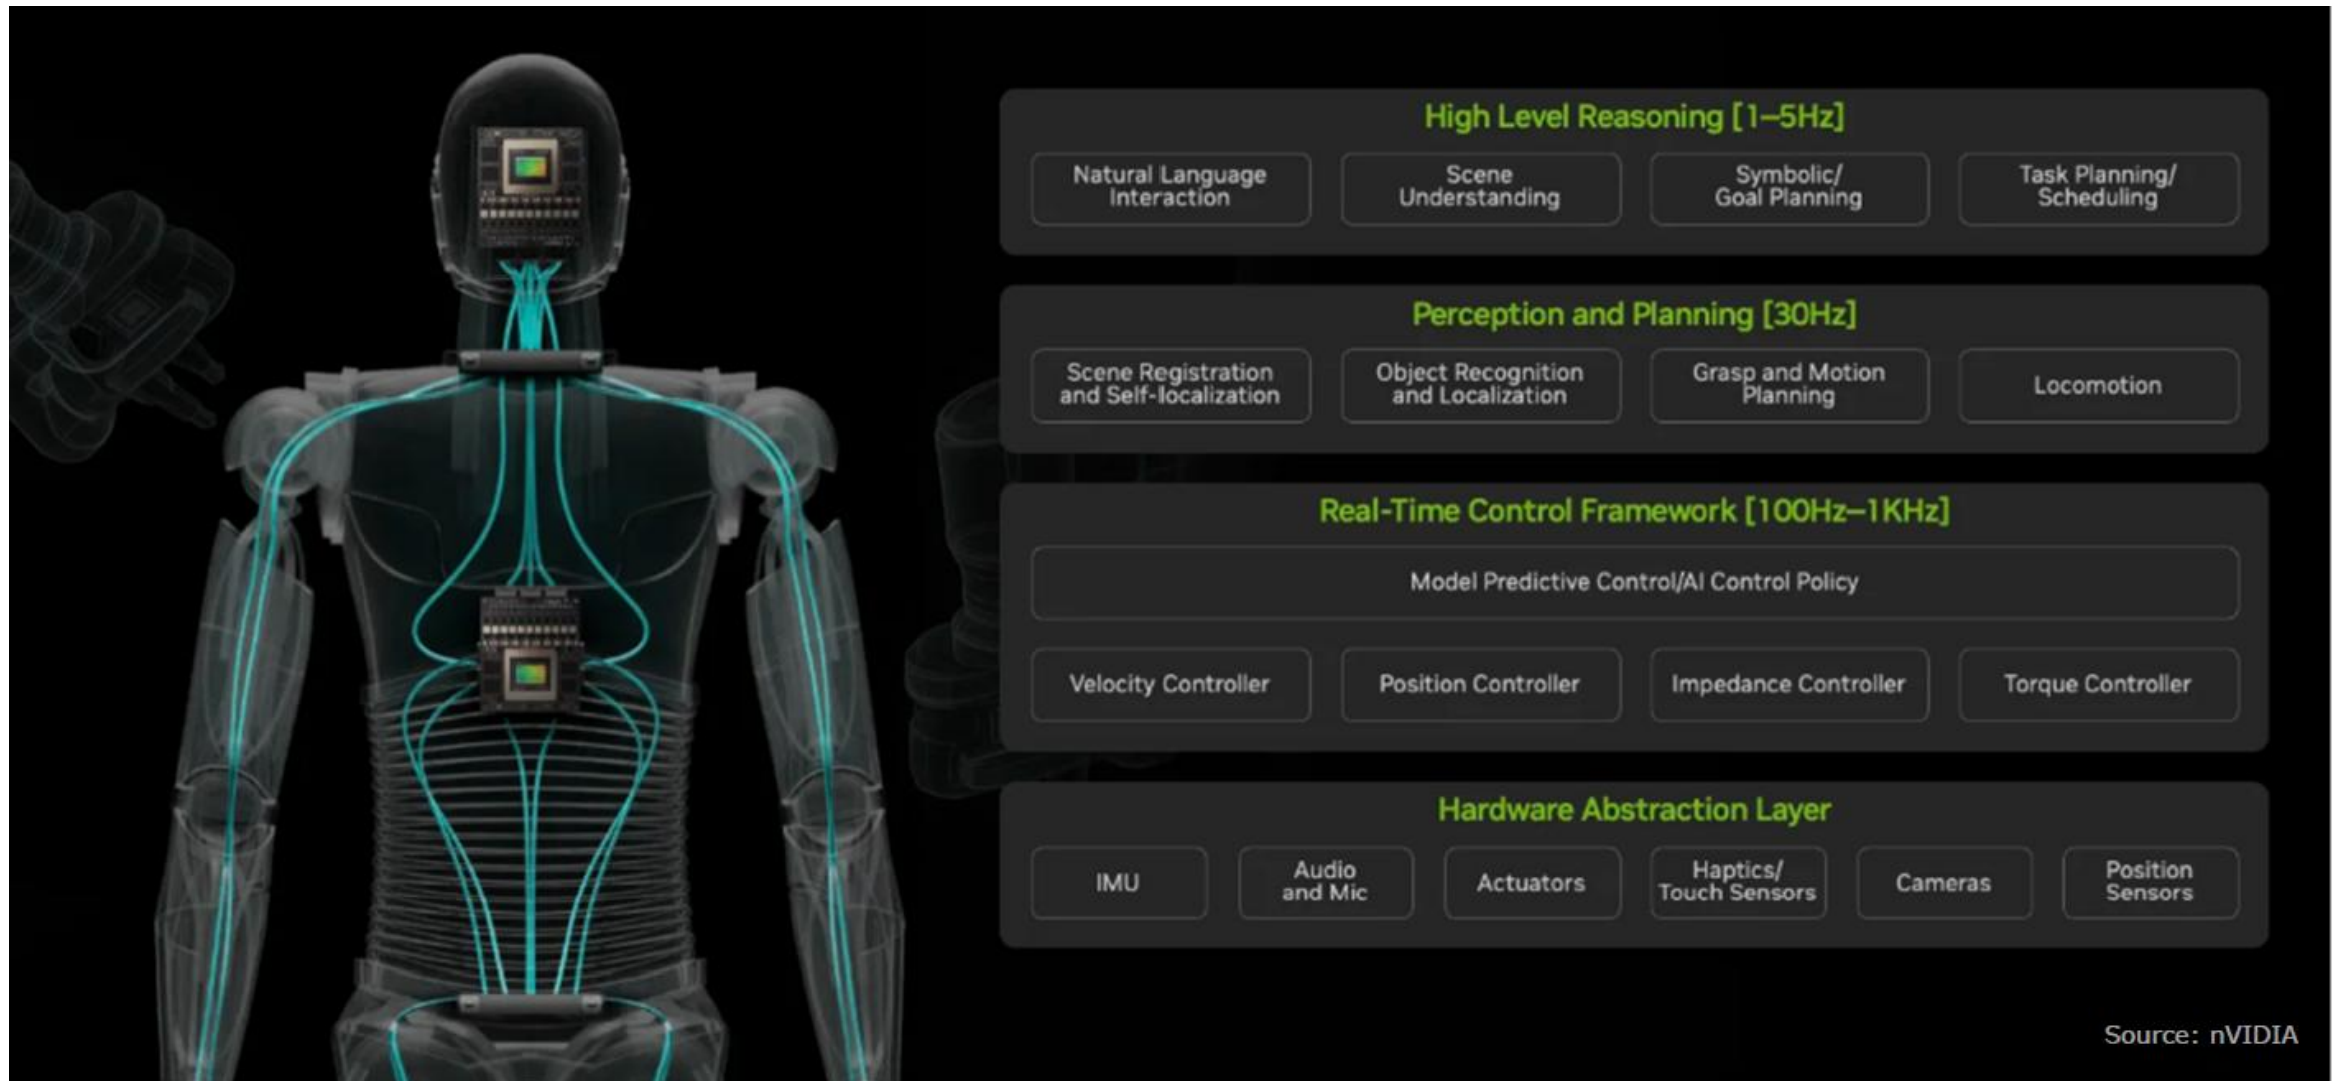 High Level Reasoning [1–5Hz]
Natural Language
Interaction
Scene
Understanding
Symbolic/
Goal Planning
Task Planning/
Scheduling
Perception and Planning [30Hz]
Scene Registration
and Self-localization
Object Recognition
and Localization
Grasp and Motion
Planning
Locomotion
Real-Time Control Framework [100Hz–1KHz]
Model Predictive Control/AI Control Policy
Velocity Controller
Position Controller
Impedance Controller
Torque Controller
Hardware Abstraction Layer
IMU
Audio
and Mic
Actuators
Haptics/
Touch Sensors
Cameras
Position
Sensors
Source: nVIDIA